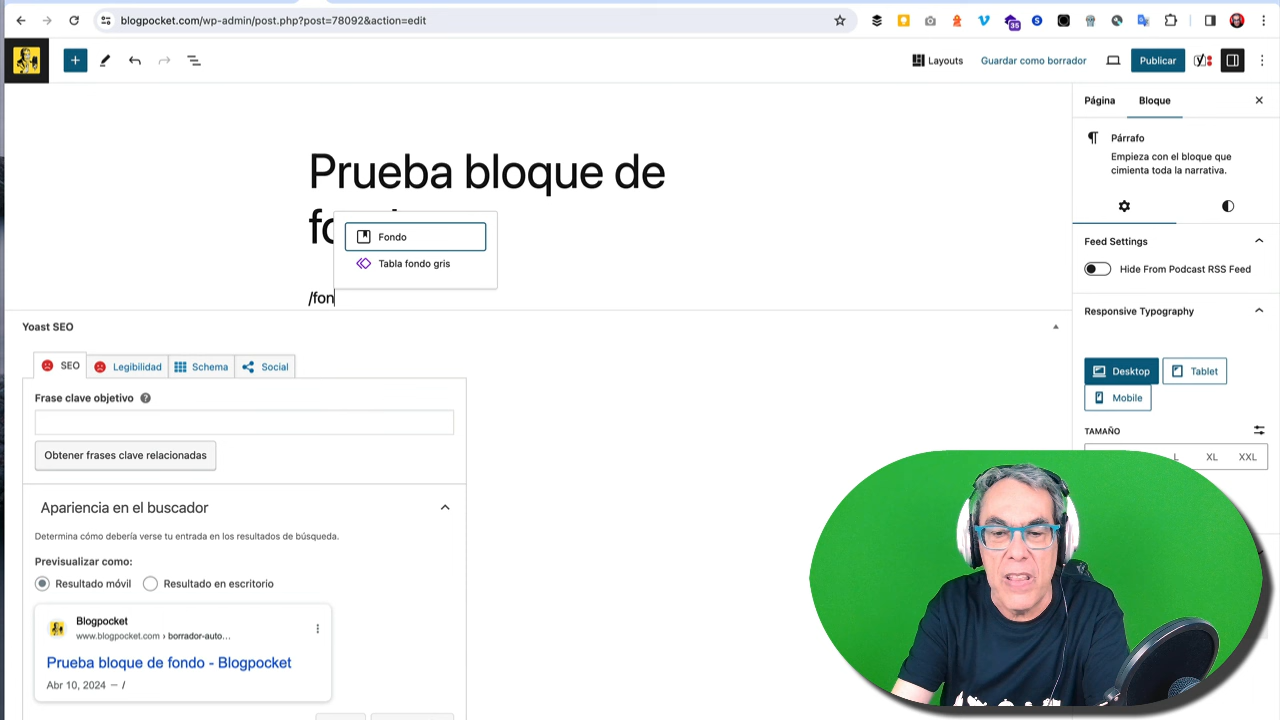 blogpocket.com/wp-admin/post.php?post=78092&action=edit
35
Layouts
Guardar como borrador
Publicar
Prueba bloque de
Fondo
Tabla fondo gris
/fon
Página
Bloque
Párrafo
Empieza con el bloque que
cimienta toda la narrativa.
Feed Settings
Hide From Podcast RSS Feed
Responsive Typography
Desktop
Tablet
Mobile
TAMAÑO
L
XL
XXL
Yoast SEO
SEO
Legibilidad
Schema
Social
Frase clave objetivo
Obtener frases clave relacionadas
Apariencia en el buscador
Determina cómo debería verse tu entrada en los resultados de búsqueda.
Previsualizar como:
Resultado móvil
Resultado en escritorio
Blogpocket
www.blogpocket.com › borrador-auto...
Prueba bloque de fondo - Blogpocket
Abr 10, 2024 – /